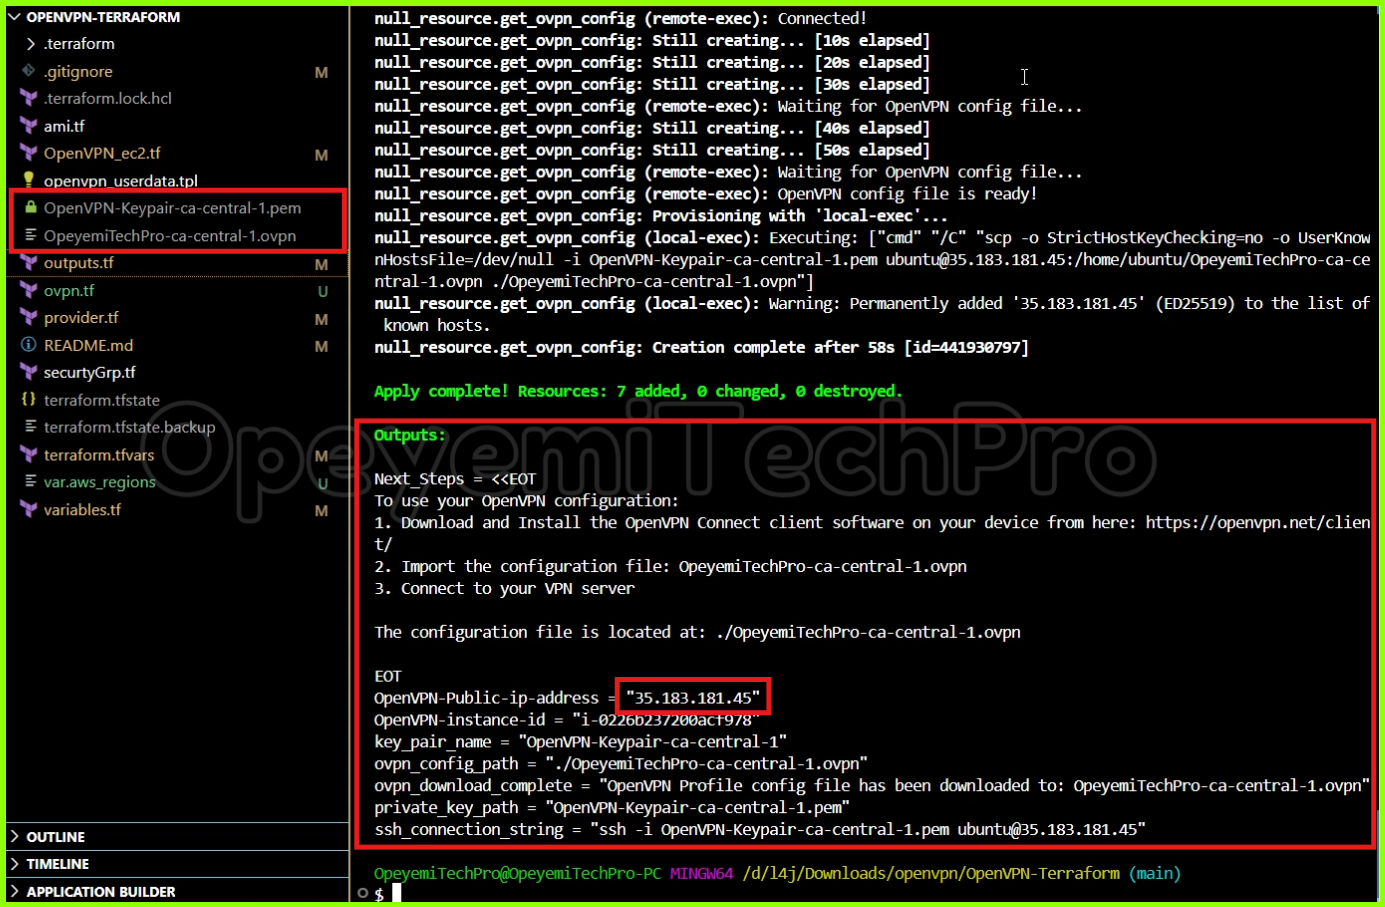 OPENVPN-TERRAFORM
.terraform
.gitignore M
.terraform.lock.hcl
ami.tf
OpenVPN_ec2.tf M
openvpn_userdata.tpl
OpenVPN-Keypair-ca-central-1.pem
OpeyemiTechPro-ca-central-1.ovpn
outputs.tf M
ovpn.tf U
provider.tf M
README.md M
securtyGrp.tf
terraform.tfstate
terraform.tfstate.backup
terraform.tfvars M
var.aws_regions U
variables.tf M
OUTLINE
TIMELINE
APPLICATION BUILDER
null_resource.get_ovpn_config (remote-exec): Connected!
null_resource.get_ovpn_config: Still creating... [10s elapsed]
null_resource.get_ovpn_config: Still creating... [20s elapsed]
null_resource.get_ovpn_config: Still creating... [30s elapsed]
null_resource.get_ovpn_config (remote-exec): Waiting for OpenVPN config file...
null_resource.get_ovpn_config: Still creating... [40s elapsed]
null_resource.get_ovpn_config: Still creating... [50s elapsed]
null_resource.get_ovpn_config (remote-exec): Waiting for OpenVPN config file...
null_resource.get_ovpn_config (remote-exec): OpenVPN config file is ready!
null_resource.get_ovpn_config: Provisioning with 'local-exec'...
null_resource.get_ovpn_config (local-exec): Executing: ["cmd" "/C" "scp -o StrictHostKeyChecking=no -o UserKnow
nHostsFile=/dev/null -i OpenVPN-Keypair-ca-central-1.pem ubuntu@35.183.181.45:/home/ubuntu/OpeyemiTechPro-ca-ce
ntral-1.ovpn ./OpeyemiTechPro-ca-central-1.ovpn"]
null_resource.get_ovpn_config (local-exec): Warning: Permanently added '35.183.181.45' (ED25519) to the list of
known hosts.
null_resource.get_ovpn_config: Creation complete after 58s [id=441930797]
Apply complete! Resources: 7 added, 0 changed, 0 destroyed.
OpeyemiTechPro
Outputs:
Next_Steps = <<EOT
To use your OpenVPN configuration:
1. Download and Install the OpenVPN Connect client software on your device from here: https://openvpn.net/clien
t/
2. Import the configuration file: OpeyemiTechPro-ca-central-1.ovpn
3. Connect to your VPN server
The configuration file is located at: ./OpeyemiTechPro-ca-central-1.ovpn
EOT
OpenVPN-Public-ip-address = "35.183.181.45"
OpenVPN-instance-id = "i-0226b237200acf978"
key_pair_name = "OpenVPN-Keypair-ca-central-1"
ovpn_config_path = "./OpeyemiTechPro-ca-central-1.ovpn"
ovpn_download_complete = "OpenVPN Profile config file has been downloaded to: OpeyemiTechPro-ca-central-1.ovpn"
private_key_path = "OpenVPN-Keypair-ca-central-1.pem"
ssh_connection_string = "ssh -i OpenVPN-Keypair-ca-central-1.pem ubuntu@35.183.181.45"
OpeyemiTechPro@OpeyemiTechPro-PC MINGW64 /d/l4j/Downloads/openvpn/OpenVPN-Terraform (main)
$